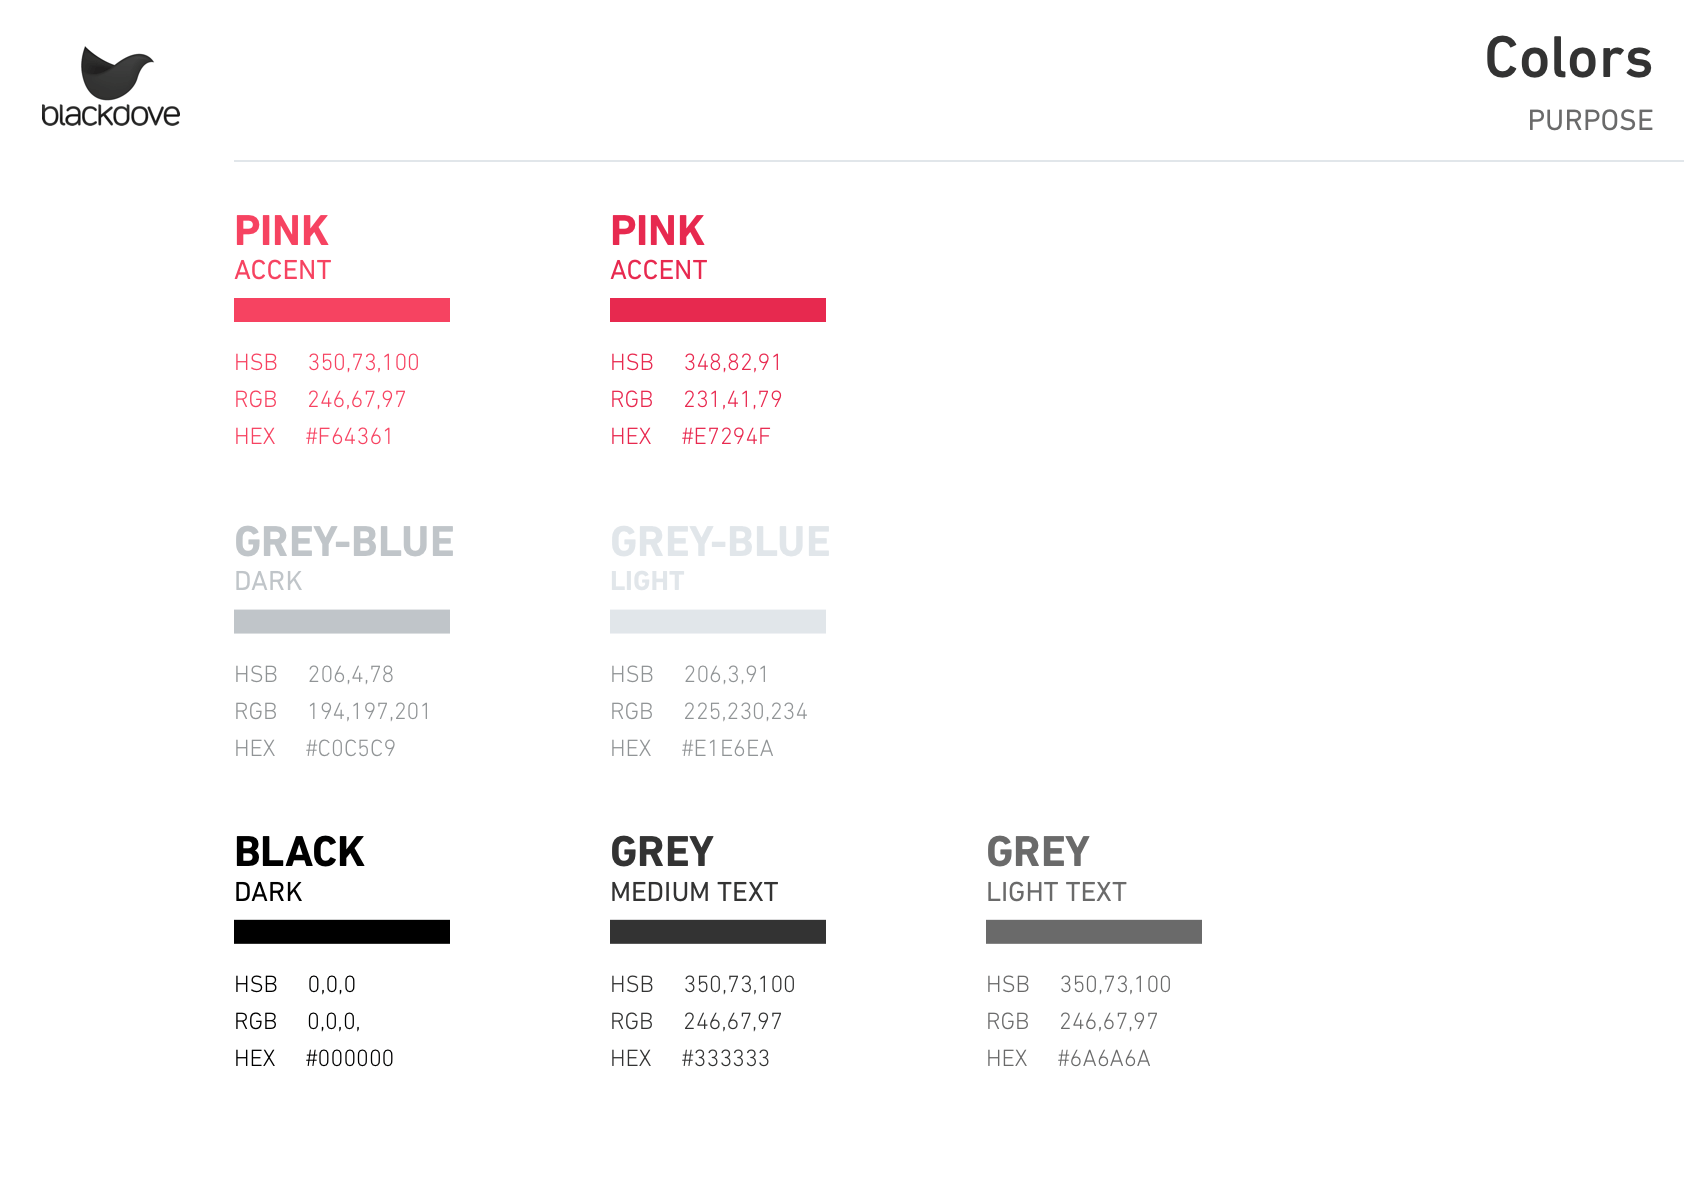 blackdove
Colors
PURPOSE
PINK
ACCENT
HSB 350,73,100
RGB 246,67,97
HEX #F64361
PINK
ACCENT
HSB 348,82,91
RGB 231,41,79
HEX #E7294F
GREY-BLUE
DARK
HSB 206,4,78
RGB 194,197,201
HEX #C0C5C9
GREY-BLUE
LIGHT
HSB 206,3,91
RGB 225,230,234
HEX #E1E6EA
BLACK
DARK
HSB 0,0,0
RGB 0,0,0,
HEX #000000
GREY
MEDIUM TEXT
HSB 350,73,100
RGB 246,67,97
HEX #333333
GREY
LIGHT TEXT
HSB 350,73,100
RGB 246,67,97
HEX #6A6A6A